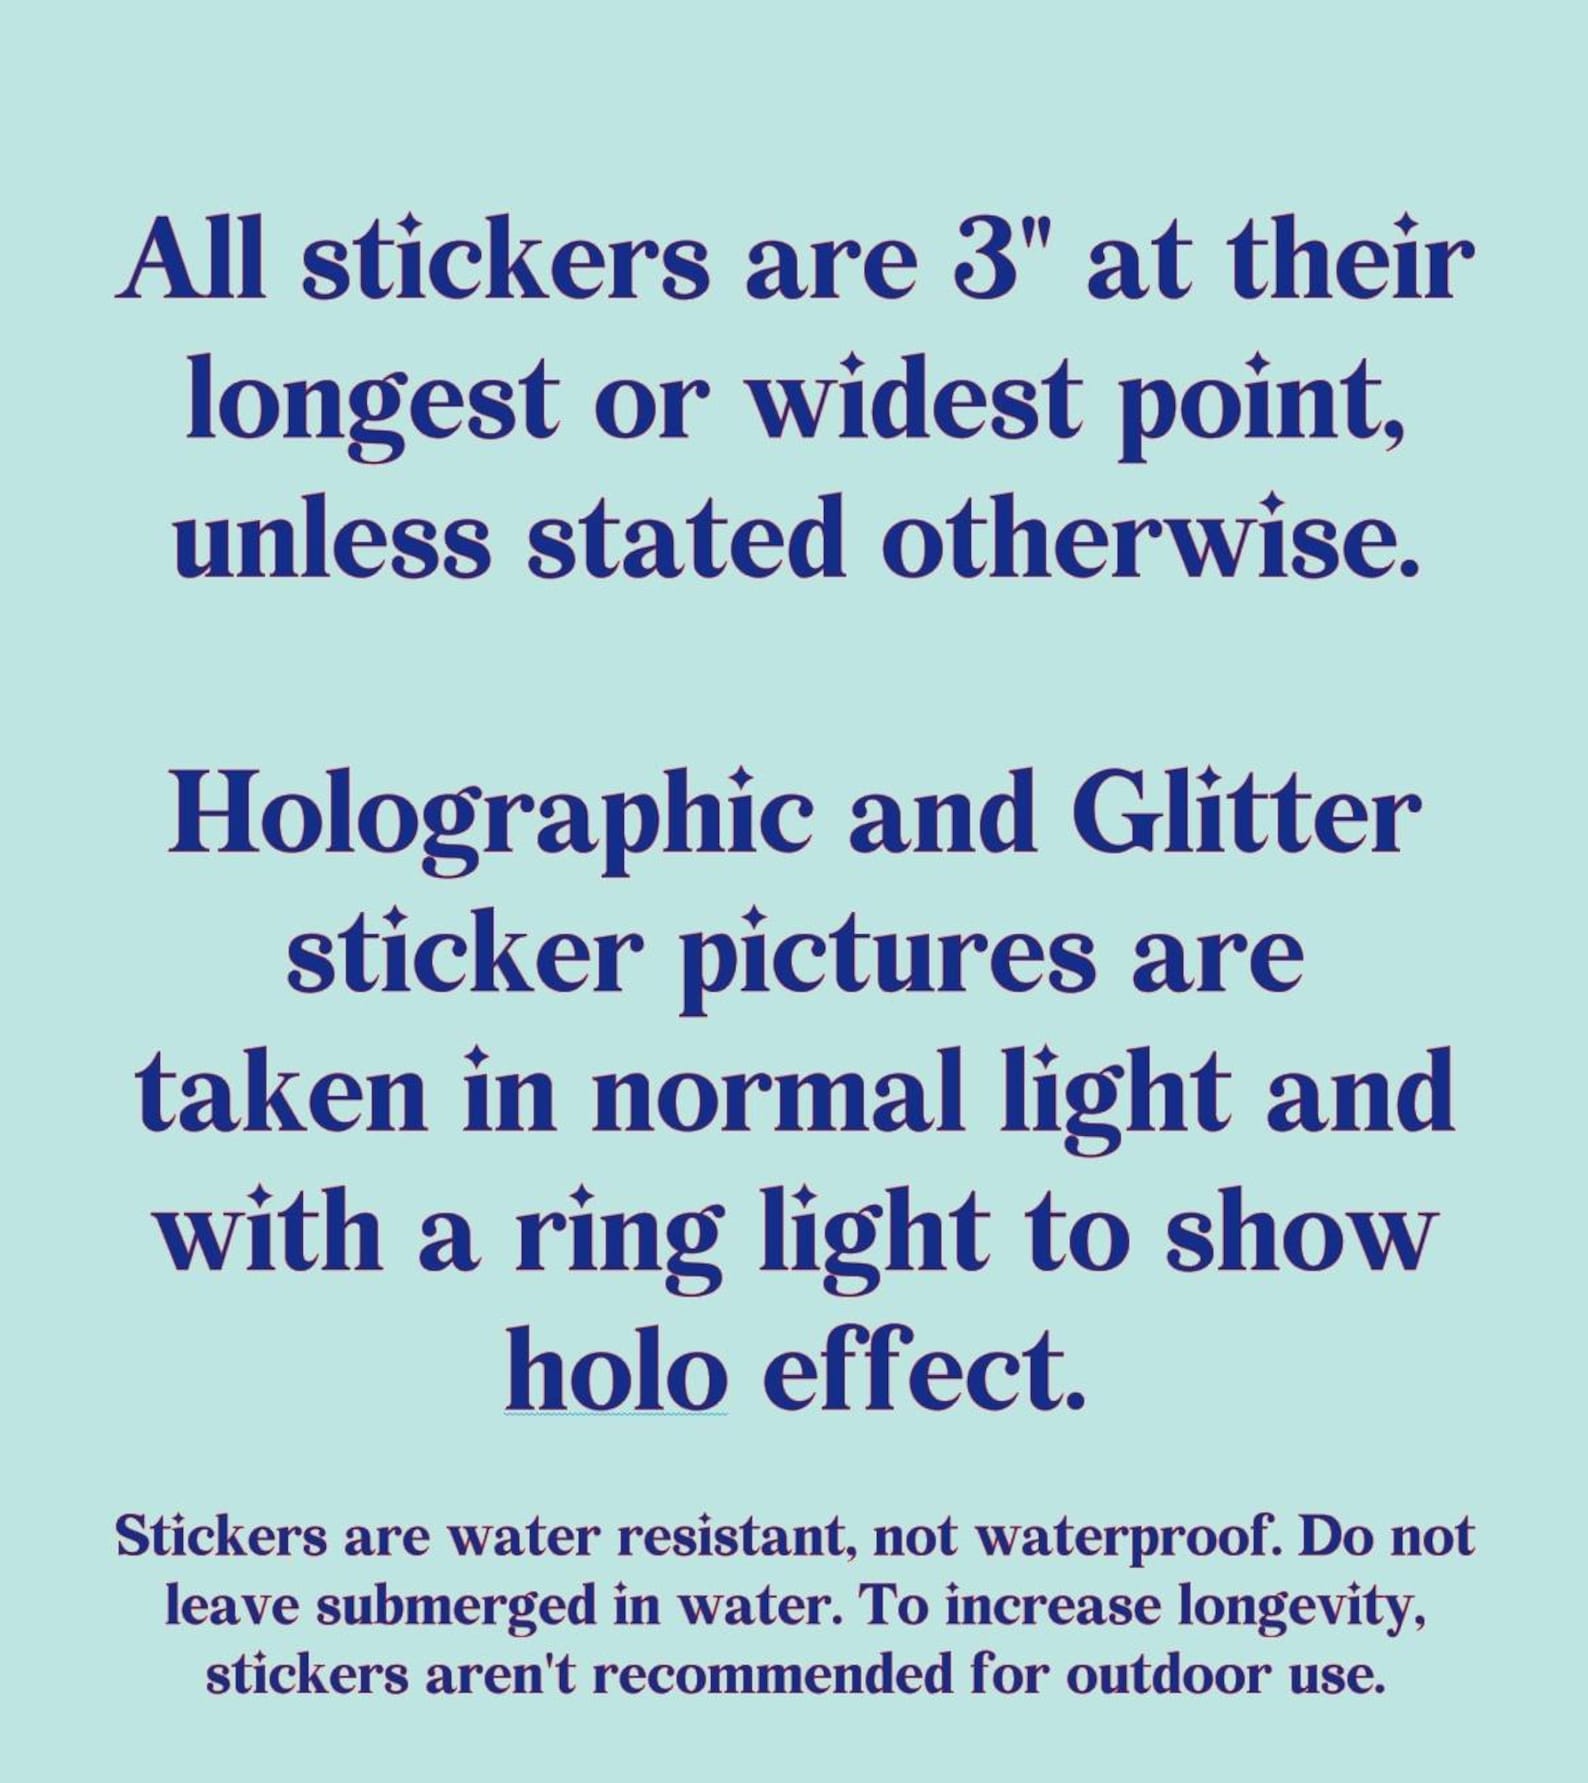 All stickers are 3" at their
longest or widest point,
unless stated otherwise.
Holographic and Glitter
sticker pictures are
taken in normal light and
with a ring light to show
holo effect.
Stickers are water resistant, not waterproof. Do not
leave submerged in water. To increase longevity,
stickers aren't recommended for outdoor use.